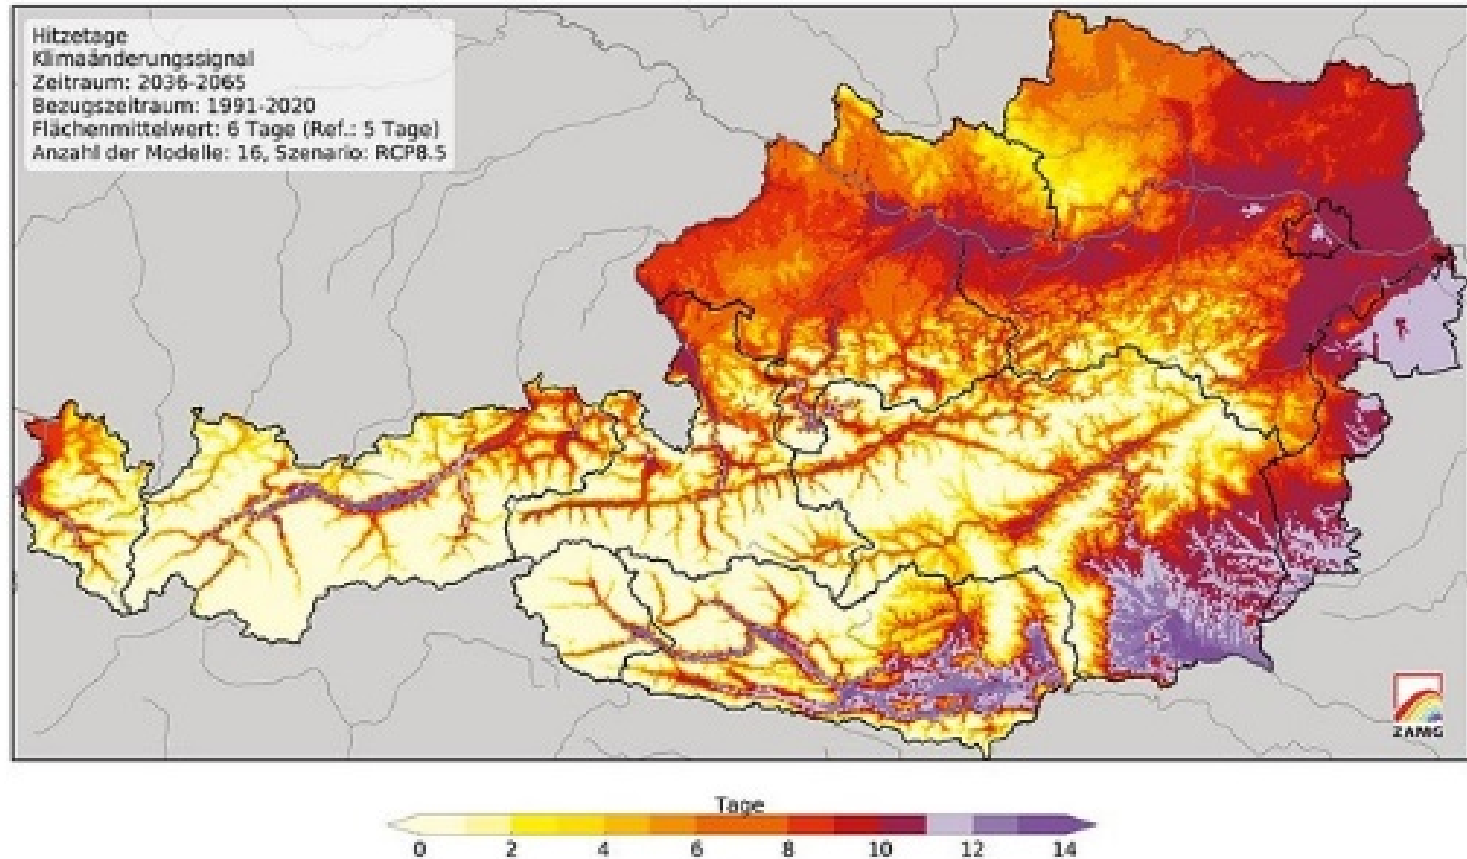 Hitzetage
Klimaänderungssignal
Zeitraum: 2036-2065
Bezugszeitraum: 1991-2020
Flächenmittelwert: 6 Tage (Ref.: 5 Tage)
Anzahl der Modelle: 16, Szenario: RCP8.5
ZAMG
Tage
0 2 4 6 8 10 12 14